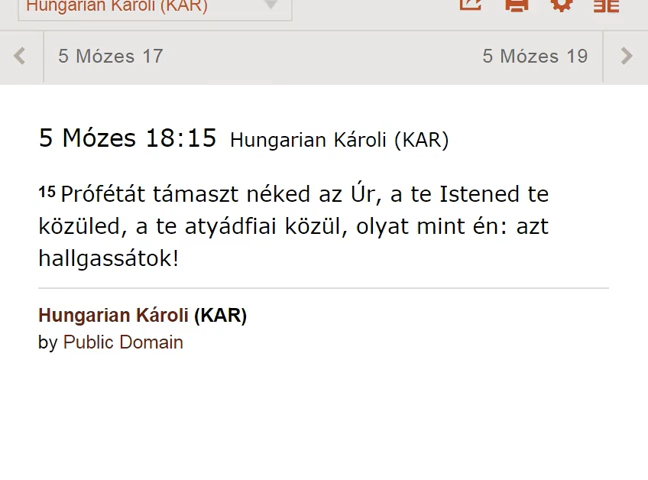 Hungarian Károli (KAR)
5 Mózes 17
5 Mózes 19
5 Mózes 18:15 Hungarian Károli (KAR)
15 Prófétát támaszt néked az Úr, a te Istened te
közüled, a te atyádfiai közül, olyat mint én: azt
hallgassátok!
Hungarian Károli (KAR)
by Public Domain